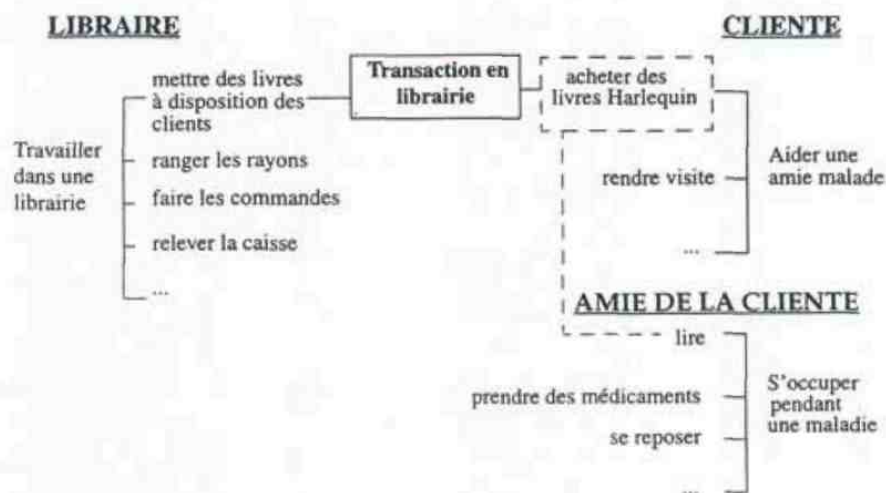 LIBRAIRE
CLIENTE
mettre des livres
à disposition des
clients
Transaction en
librairie
acheter des
livres Harlequin
Travailler
dans une
librairie
ranger les rayons
faire les commandes
relever la caisse
...
rendre visite
Aider une
amie malade
...
AMIE DE LA CLIENTE
lire
prendre des médicaments
se reposer
S'occuper
pendant
une maladie
...